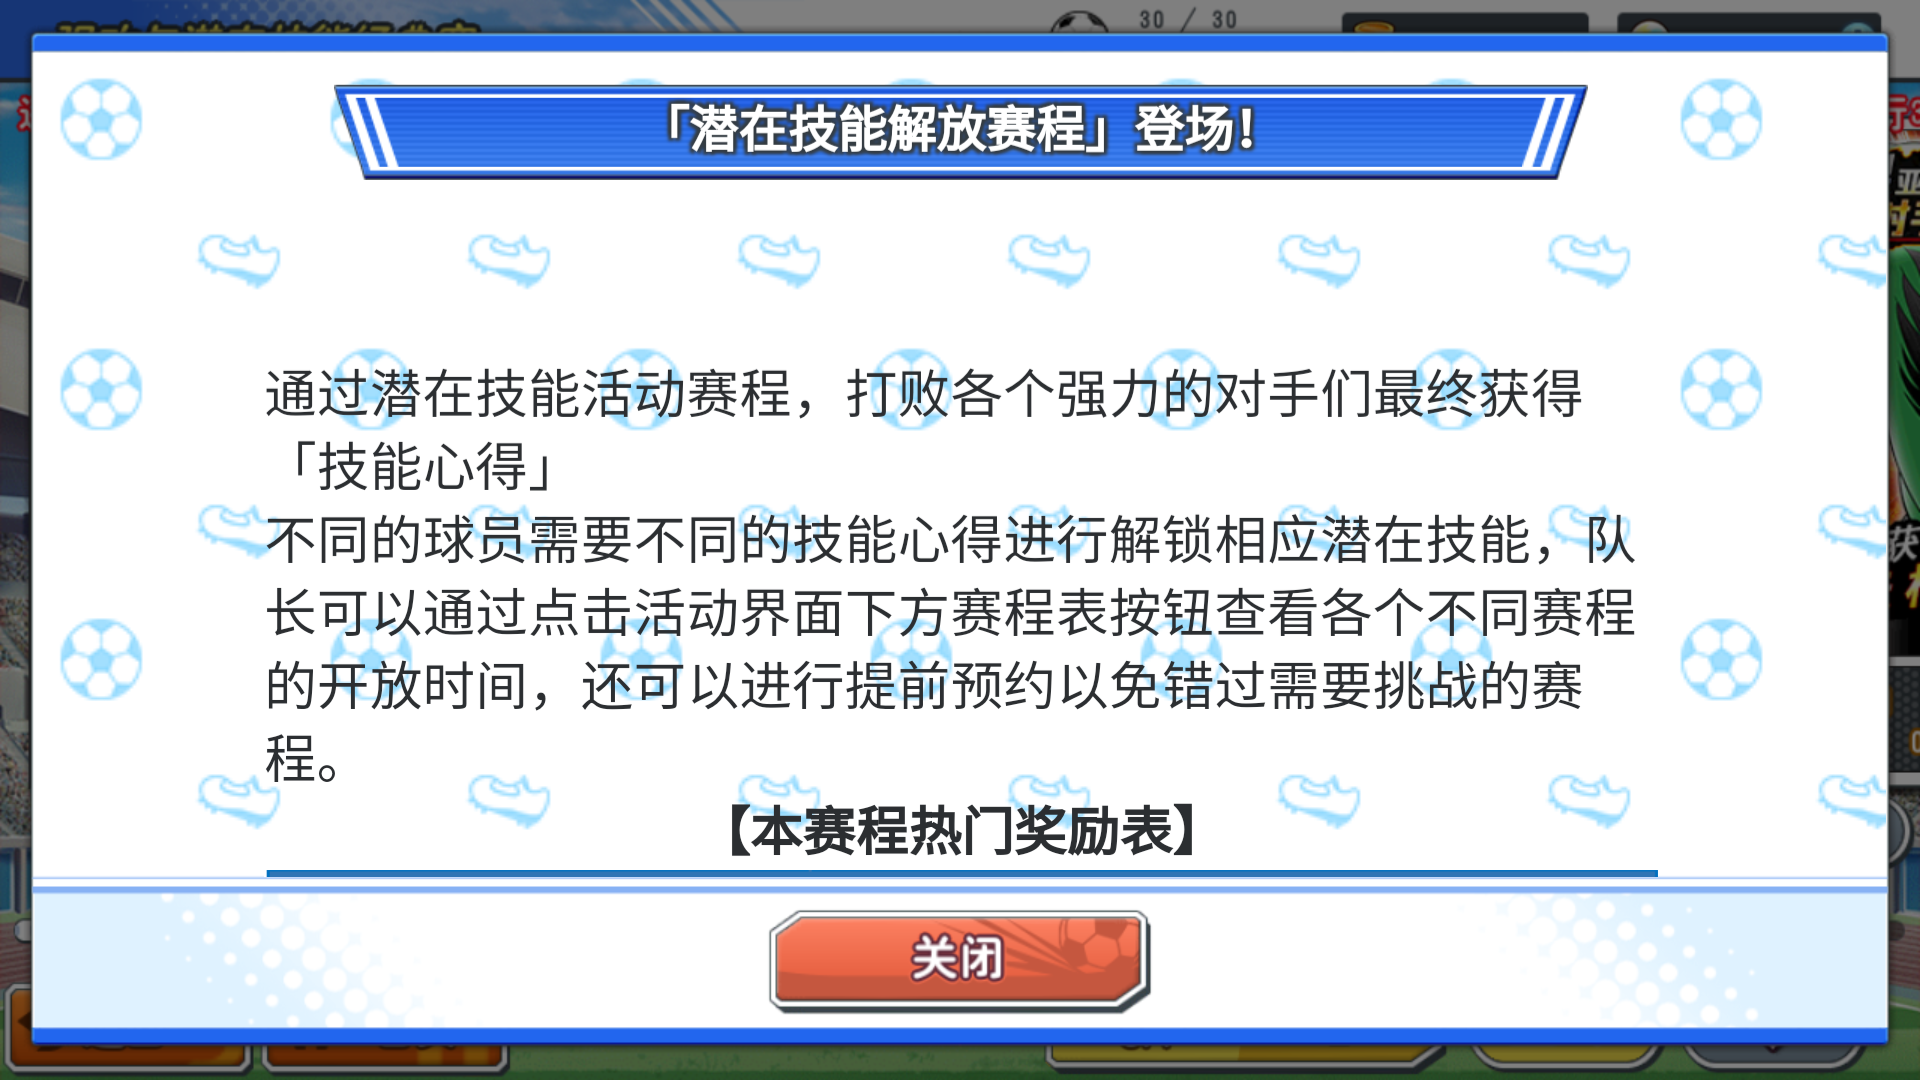 30 / 30
「潜在技能解放赛程」登场！
通过潜在技能活动赛程，打败各个强力的对手们最终获得
「技能心得」
不同的球员需要不同的技能心得进行解锁相应潜在技能，队
长可以通过点击活动界面下方赛程表按钮查看各个不同赛程
的开放时间，还可以进行提前预约以免错过需要挑战的赛
程。
【本赛程热门奖励表】
关闭